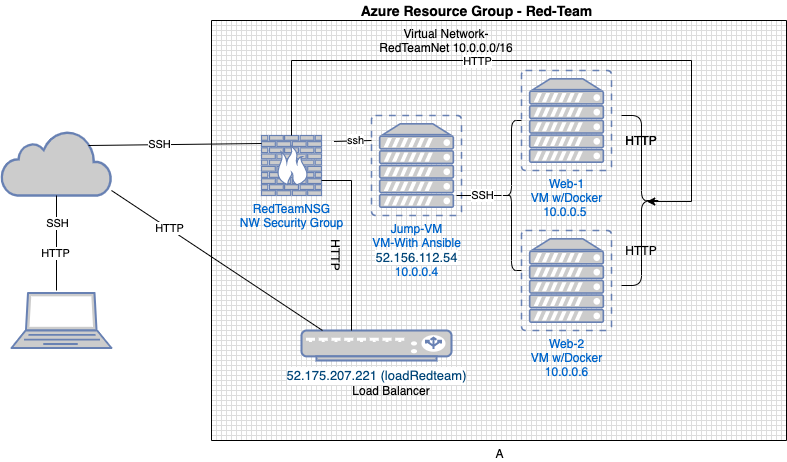 Azure Resource Group - Red-Team
Virtual Network-
RedTeamNet 10.0.0.0/16
HTTP
SSH
ssh
RedTeamNSG
NW Security Group
Jump-VM
VM-With Ansible
52.156.112.54
10.0.0.4
SSH
Web-1
VM w/Docker
10.0.0.5
HTTP
HTTP
Web-2
VM w/Docker
10.0.0.6
SSH
HTTP
HTTP
HTTP
52.175.207.221 (loadRedteam)
Load Balancer
A